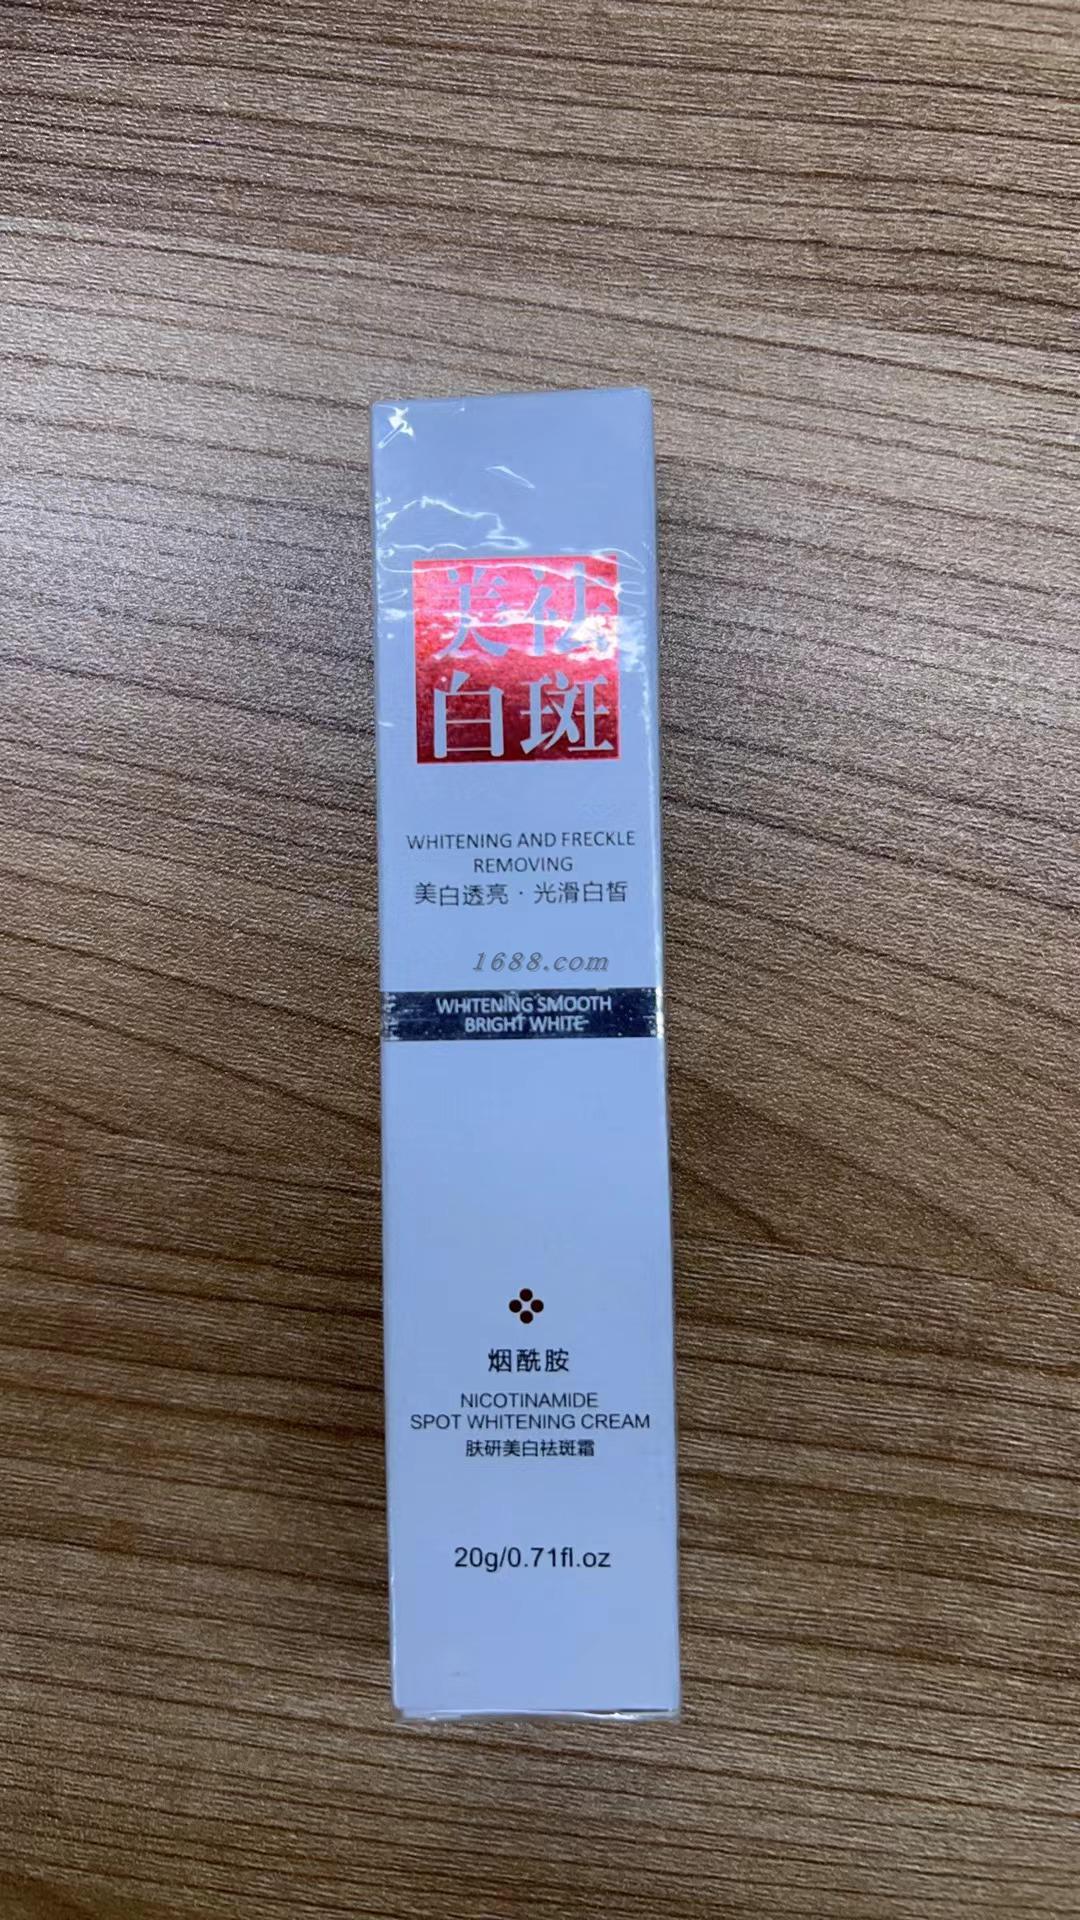 美祛
白斑
WHITENING AND FRECKLE
REMOVING
美白透亮·光滑白皙
1688.com
WHITENING SMOOTH
BRIGHT WHITE
烟酰胺
NICOTINAMIDE
SPOT WHITENING CREAM
肤研美白祛斑霜
20g/0.71fl.oz